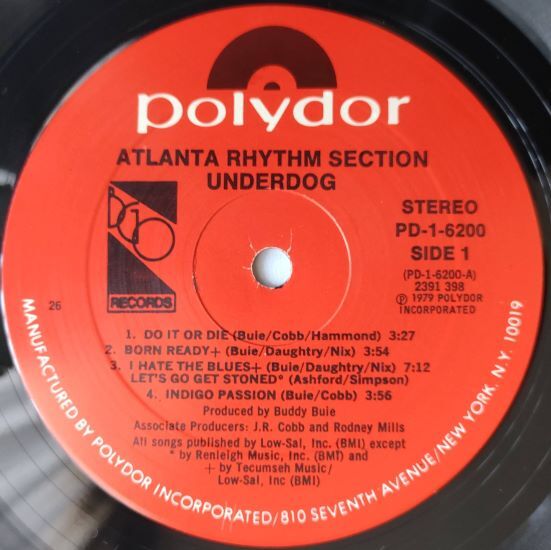 polydor
ATLANTA RHYTHM SECTION
UNDERDOG
BGO
RECORDS
STEREO
PD-1-6200
SIDE 1
(PD-1-6200-A)
2391 398
℗ 1979 POLYDOR
INCORPORATED
26
1. DO IT OR DIE (Buie/Cobb/Hammond) 3:27
2. BORN READY+ (Buie/Daughtry/Nix) 3:54
3. I HATE THE BLUES+ (Buie/Daughtry/Nix) 7:12
LET'S GO GET STONED* (Ashford/Simpson)
4. INDIGO PASSION (Buie/Cobb) 3:56
Produced by Buddy Buie
Associate Producers: J.R. Cobb and Rodney Mills
All songs published by Low-Sal, Inc. (BMI) except
* by Renleigh Music, Inc. (BMT) and
+ by Tecumseh Music/
Low-Sal, Inc (BMI)
MANUFACTURED BY POLYDOR INCORPORATED/810 SEVENTH AVENUE/NEW YORK, N.Y. 10019